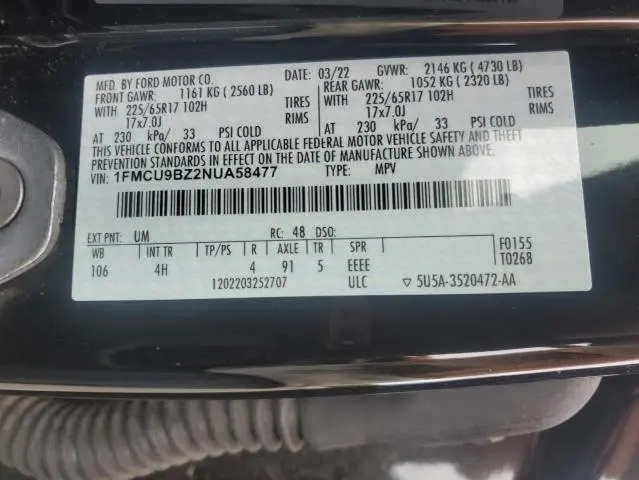 MFD. BY FORD MOTOR CO. DATE: 03/22 GVWR: 2146 KG ( 4730 LB)
FRONT GAWR: 1161 KG ( 2560 LB) REAR GAWR: 1052 KG ( 2320 LB)
WITH 225/65R17 102H TIRES WITH 225/65R17 102H TIRES
17x7.0J RIMS 17x7.0J RIMS
AT 230 kPa/ 33 PSI COLD AT 230 kPa/ 33 PSI COLD
THIS VEHICLE CONFORMS TO ALL APPLICABLE FEDERAL MOTOR VEHICLE SAFETY AND THEFT
PREVENTION STANDARDS IN EFFECT ON THE DATE OF MANUFACTURE SHOWN ABOVE.
VIN: 1FMCU9BZ2NUA58477 TYPE: MPV
EXT PNT: UM RC: 48 DSO: F0155
WB INT TR TP/PS R AXLE TR SPR T0268
106 4H 4 91 5 EEEE
1202203252707 ULC ▽ 5U5A-3520472-AA